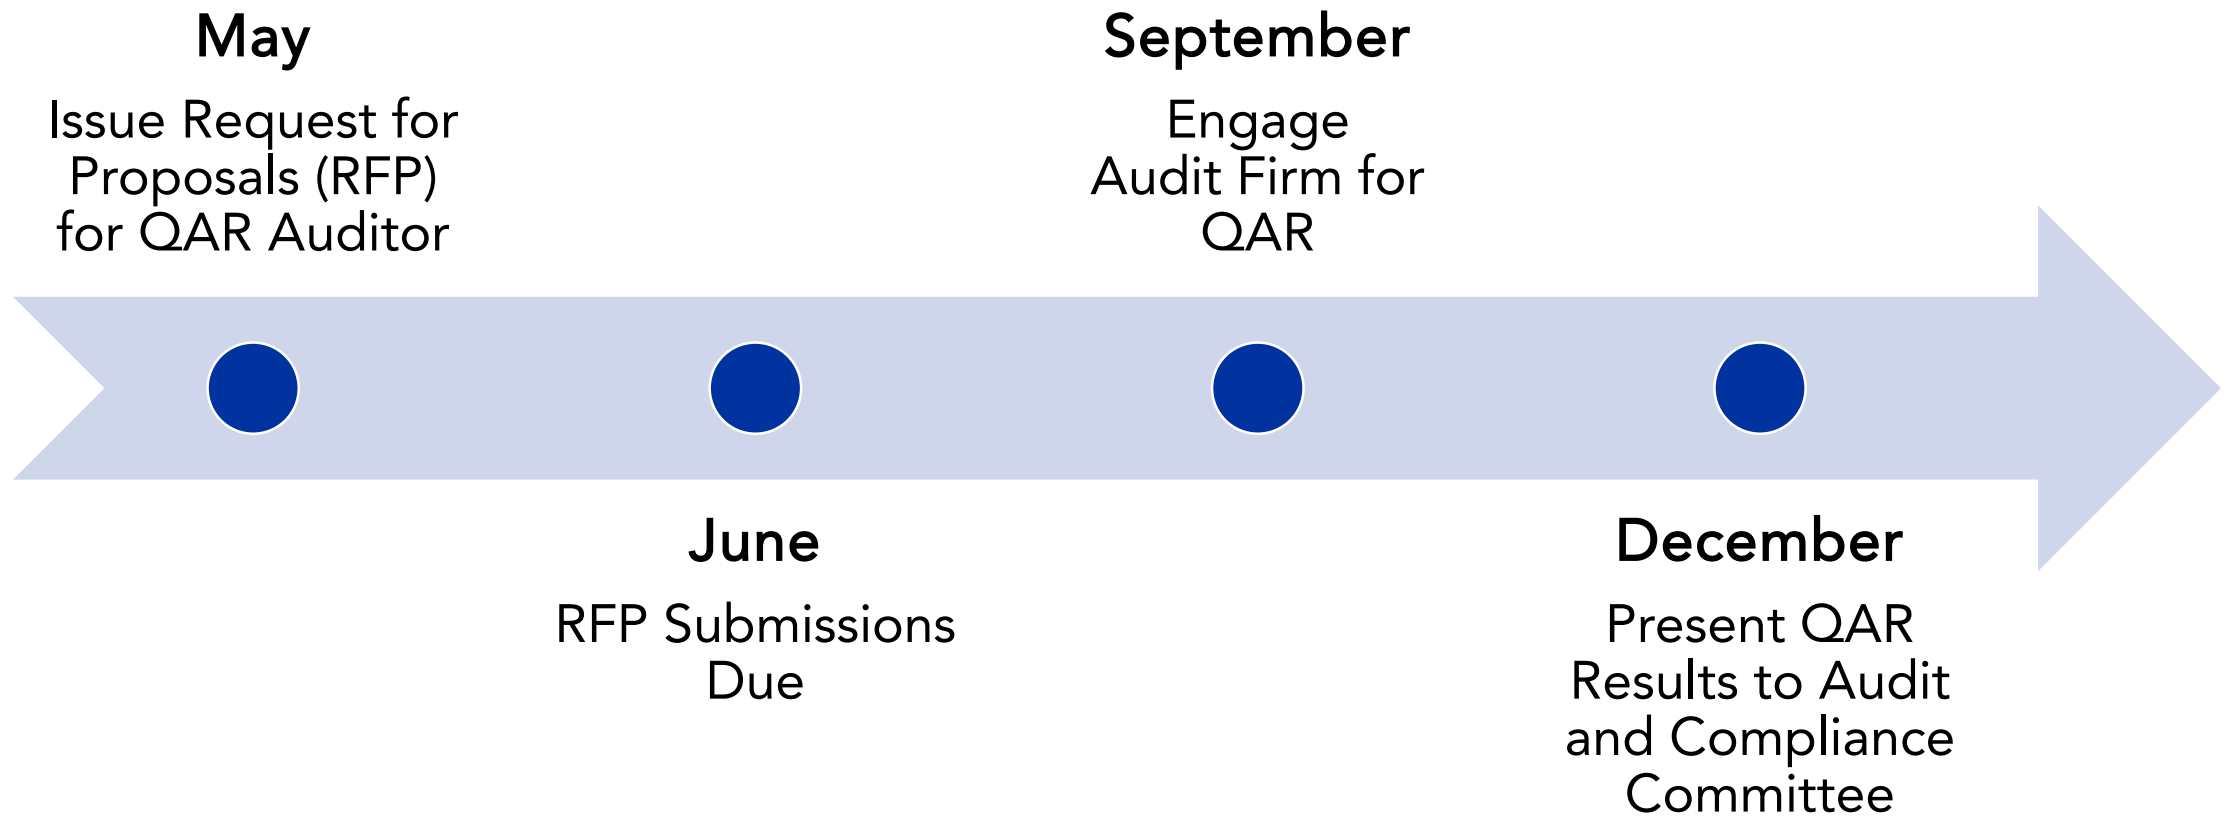 May
Issue Request for
Proposals (RFP)
for QAR Auditor
June
RFP Submissions
Due
September
Engage
Audit Firm for
QAR
December
Present QAR
Results to Audit
and Compliance
Committee